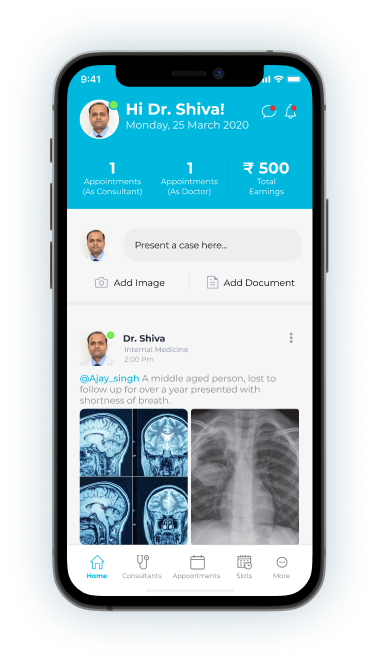 9:41
Hi Dr. Shiva!
Monday, 25 March 2020
1
Appointments
(As Consultant)
1
Appointments
(As Doctor)
₹ 500
Total
Earnings
Present a case here...
Add Image
Add Document
Dr. Shiva
Internal Medicine
2:00 Pm
@Ajay_singh A middle aged person, lost to
follow up for over a year presented with
shortness of breath.
Home
Consultants
Appointments
Slots
More